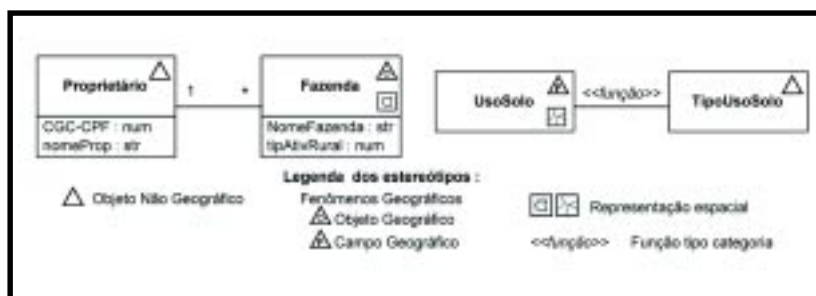 Proprietário
CGC-CPF : num
nomeProp : str
1
*
Fazenda
NomeFazenda : str
tipAtivRural : num
UsoSolo
<<função>>
TipoUsoSolo
Legenda dos estereótipos :
Objeto Não Geográfico
Fenômenos Geográficos
Objeto Geográfico
Campo Geográfico
Representação espacial
<<função>> Função tipo categoria